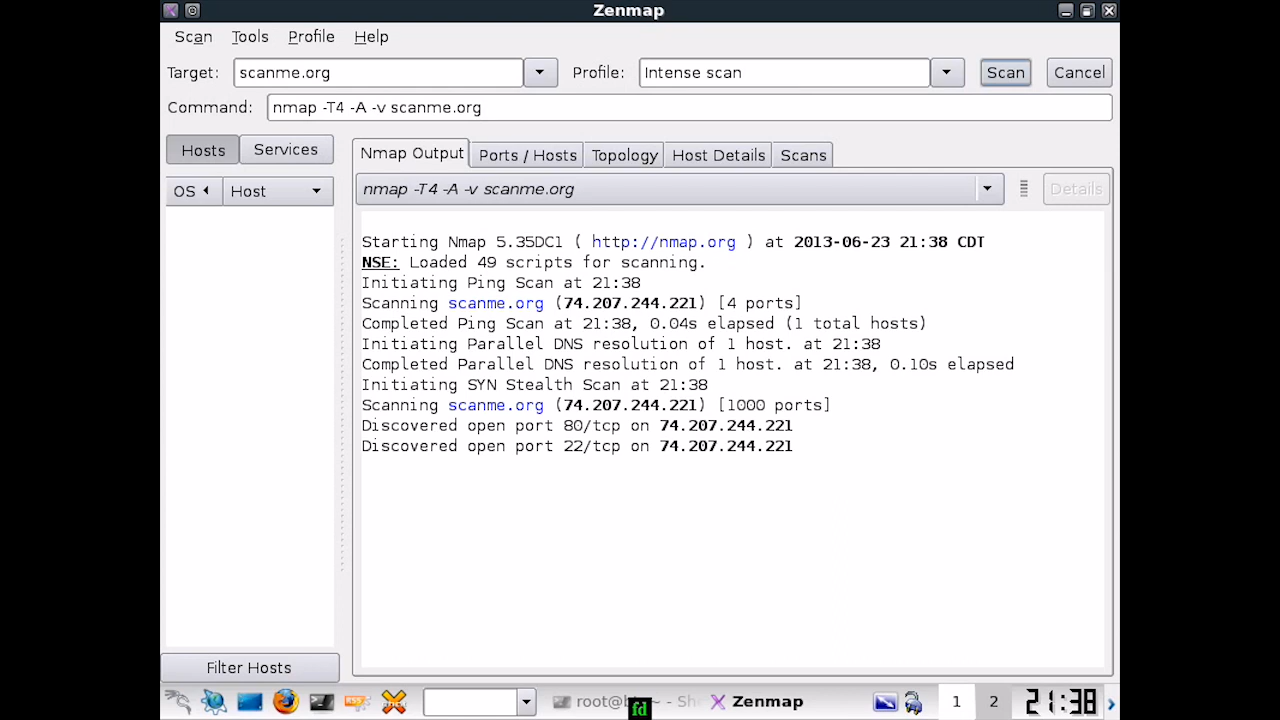 Zenmap
Scan Tools Profile Help
Target: scanme.org Profile: Intense scan Scan Cancel
Command: nmap -T4 -A -v scanme.org
Hosts Services
OS Host
Nmap Output Ports / Hosts Topology Host Details Scans
nmap -T4 -A -v scanme.org Details
Starting Nmap 5.35DC1 ( http://nmap.org ) at 2013-06-23 21:38 CDT
NSE: Loaded 49 scripts for scanning.
Initiating Ping Scan at 21:38
Scanning scanme.org (74.207.244.221) [4 ports]
Completed Ping Scan at 21:38, 0.04s elapsed (1 total hosts)
Initiating Parallel DNS resolution of 1 host. at 21:38
Completed Parallel DNS resolution of 1 host. at 21:38, 0.10s elapsed
Initiating SYN Stealth Scan at 21:38
Scanning scanme.org (74.207.244.221) [1000 ports]
Discovered open port 80/tcp on 74.207.244.221
Discovered open port 22/tcp on 74.207.244.221
Filter Hosts
fd Zenmap 1 2 21:38